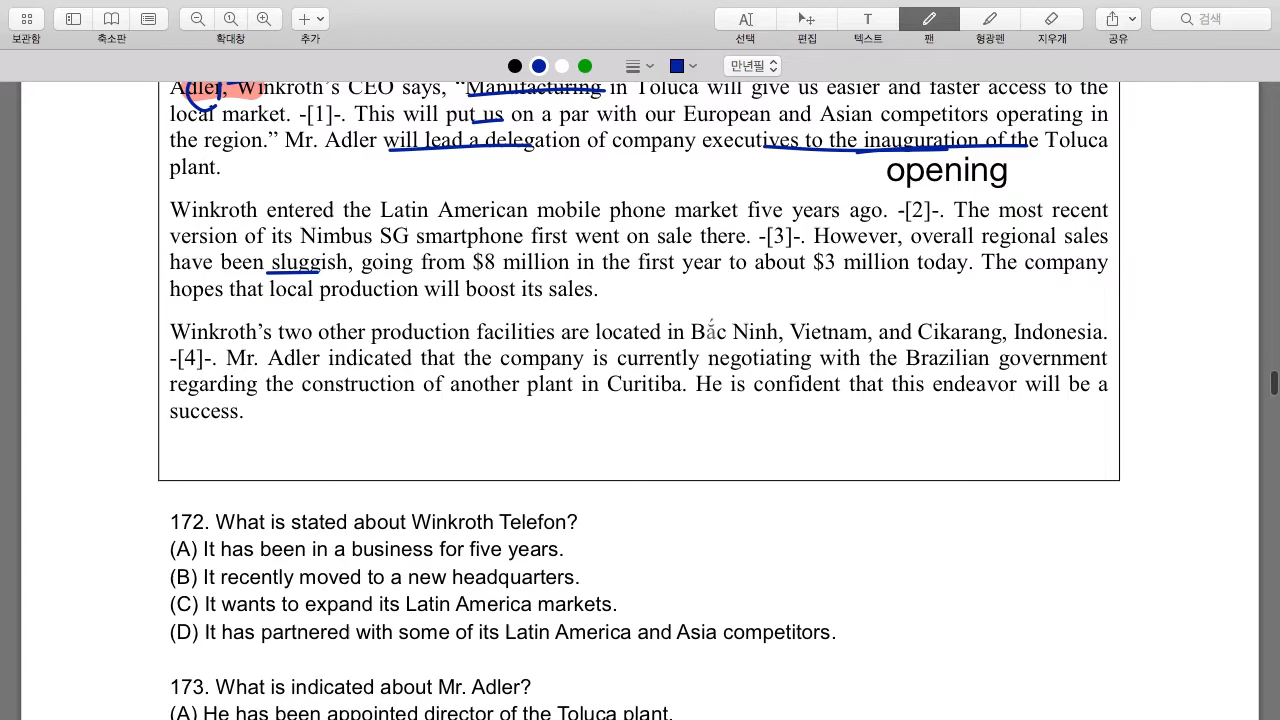 보관함
축소판
확대창
추가
선택
편집
텍스트
펜
형광펜
지우개
공유
검색
만년필
Adler, Winkroth's CEO says, "Manufacturing in Toluca will give us easier and faster access to the
local market. -[1]-. This will put us on a par with our European and Asian competitors operating in
the region." Mr. Adler will lead a delegation of company executives to the inauguration of the Toluca
plant.
opening
Winkroth entered the Latin American mobile phone market five years ago. -[2]-. The most recent
version of its Nimbus SG smartphone first went on sale there. -[3]-. However, overall regional sales
have been sluggish, going from $8 million in the first year to about $3 million today. The company
hopes that local production will boost its sales.
Winkroth's two other production facilities are located in Bắc Ninh, Vietnam, and Cikarang, Indonesia.
-[4]-. Mr. Adler indicated that the company is currently negotiating with the Brazilian government
regarding the construction of another plant in Curitiba. He is confident that this endeavor will be a
success.
172. What is stated about Winkroth Telefon?
(A) It has been in a business for five years.
(B) It recently moved to a new headquarters.
(C) It wants to expand its Latin America markets.
(D) It has partnered with some of its Latin America and Asia competitors.
173. What is indicated about Mr. Adler?
(A) He has been appointed director of the Toluca plant.